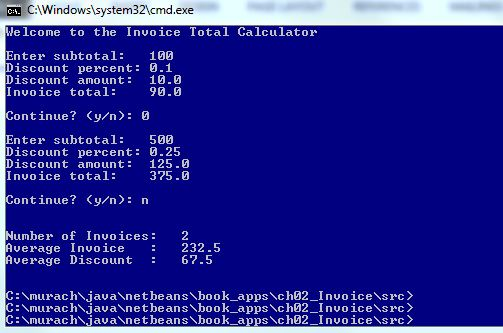 C:\Windows\system32\cmd.exe
Welcome to the Invoice Total Calculator
Enter subtotal: 100
Discount percent: 0.1
Discount amount: 10.0
Invoice total: 90.0
Continue? (y/n): 0
Enter subtotal: 500
Discount percent: 0.25
Discount amount: 125.0
Invoice total: 375.0
Continue? (y/n): n
Number of Invoices: 2
Average Invoice : 232.5
Average Discount : 67.5
C:\murach\java\netbeans\book_apps\ch02_Invoice\src>
C:\murach\java\netbeans\book_apps\ch02_Invoice\src>
C:\murach\java\netbeans\book_apps\ch02_Invoice\src>